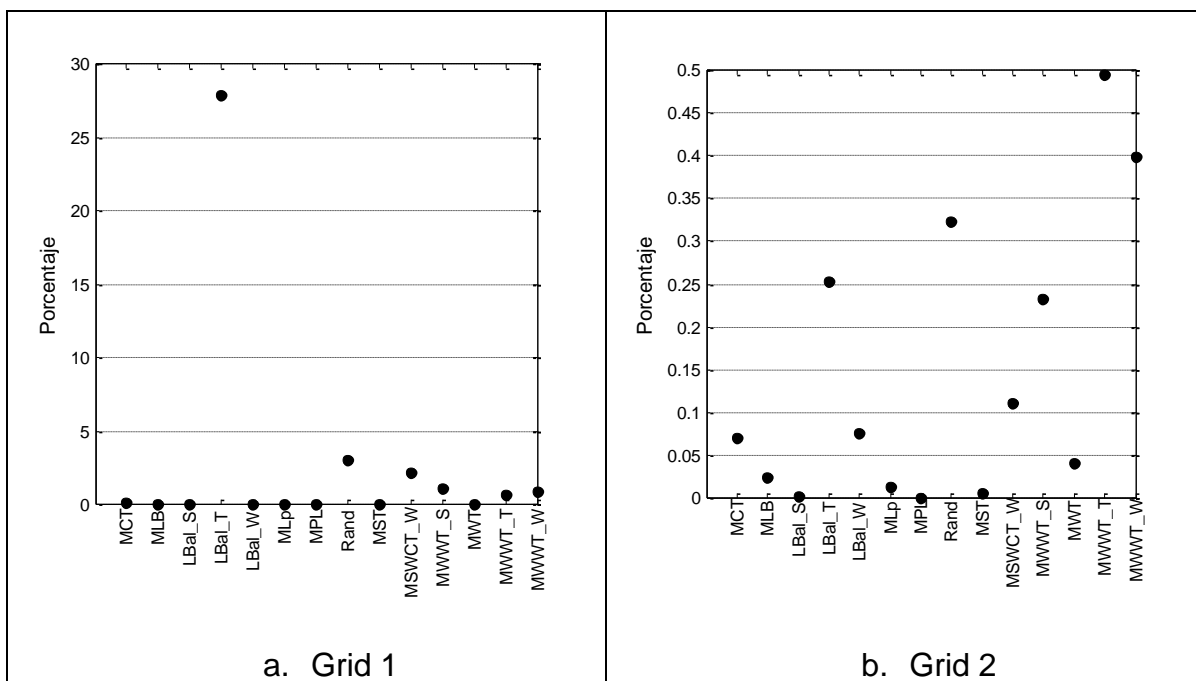 30
25
20
15
10
5
0
Porcentaje
MCT
MLB
LBal_S
LBal_T
LBal_W
MLp
MPL
Rand
MST
MSWCT_W
MWWT_S
MWT
MWWT_T
MWWT_W
a. Grid 1
0.5
0.45
0.4
0.35
0.3
0.25
0.2
0.15
0.1
0.05
0
Porcentaje
MCT
MLB
LBal_S
LBal_T
LBal_W
MLp
MPL
Rand
MST
MSWCT_W
MWWT_S
MWT
MWWT_T
MWWT_W
b. Grid 2